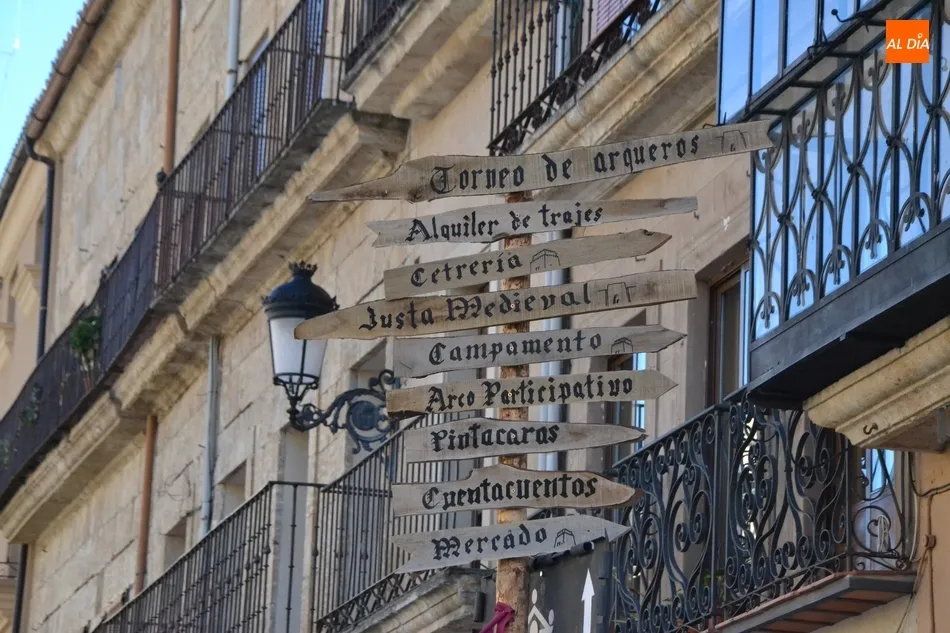 AL DÍA
Torneo de arqueros
Alquiler de trajes
Cetrería
Justa Medieval
Campamento
Arco Participativo
Pintacaras
Cuentacuentos
Mercado